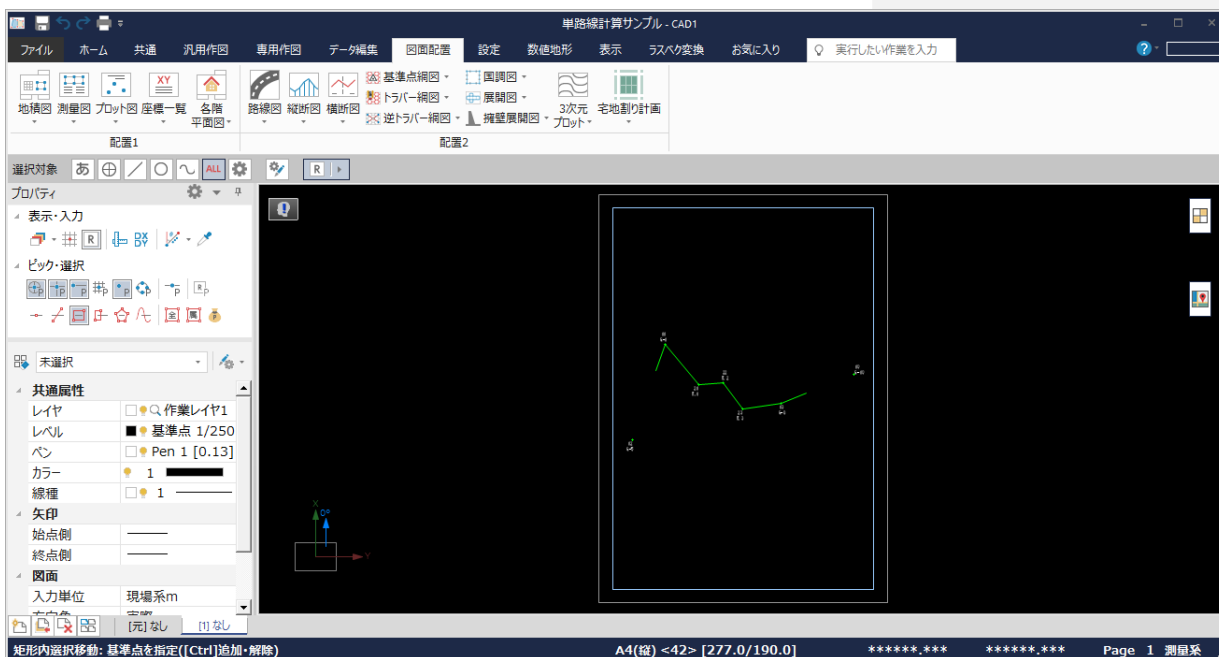 単路線計算サンプル - CAD1
ファイル ホーム 共通 汎用作図 専用作図 データ編集 図面配置 設定 数値地形 表示 ラスベク変換 お気に入り 実行したい作業を入力
地積図 測量図 プロット図 座標一覧 各階平面図 路線図 縦断図 横断図 基準点網図 国調図 3次元プロット 宅地割り計画
トラバー網図 展開図
逆トラバー網図 擁壁展開図
配置1 配置2
選択対象 あ ALL R
プロパティ
表示・入力
R DX DY
ピック・選択
P P P P P P P R P
全 属 P
未選択
共通属性
レイヤ 作業レイヤ1
レベル 基準点 1/250
ペン Pen 1 [0.13]
カラー 1
線種 1
矢印
始点側
終点側
図面
入力単位 現場系m
X 0° Y
[元] なし [1] なし
矩形内選択移動: 基準点を指定([Ctrl]追加・解除) A4(縦) <42> [277.0/190.0] ******.*** ******.*** Page 1 測量系